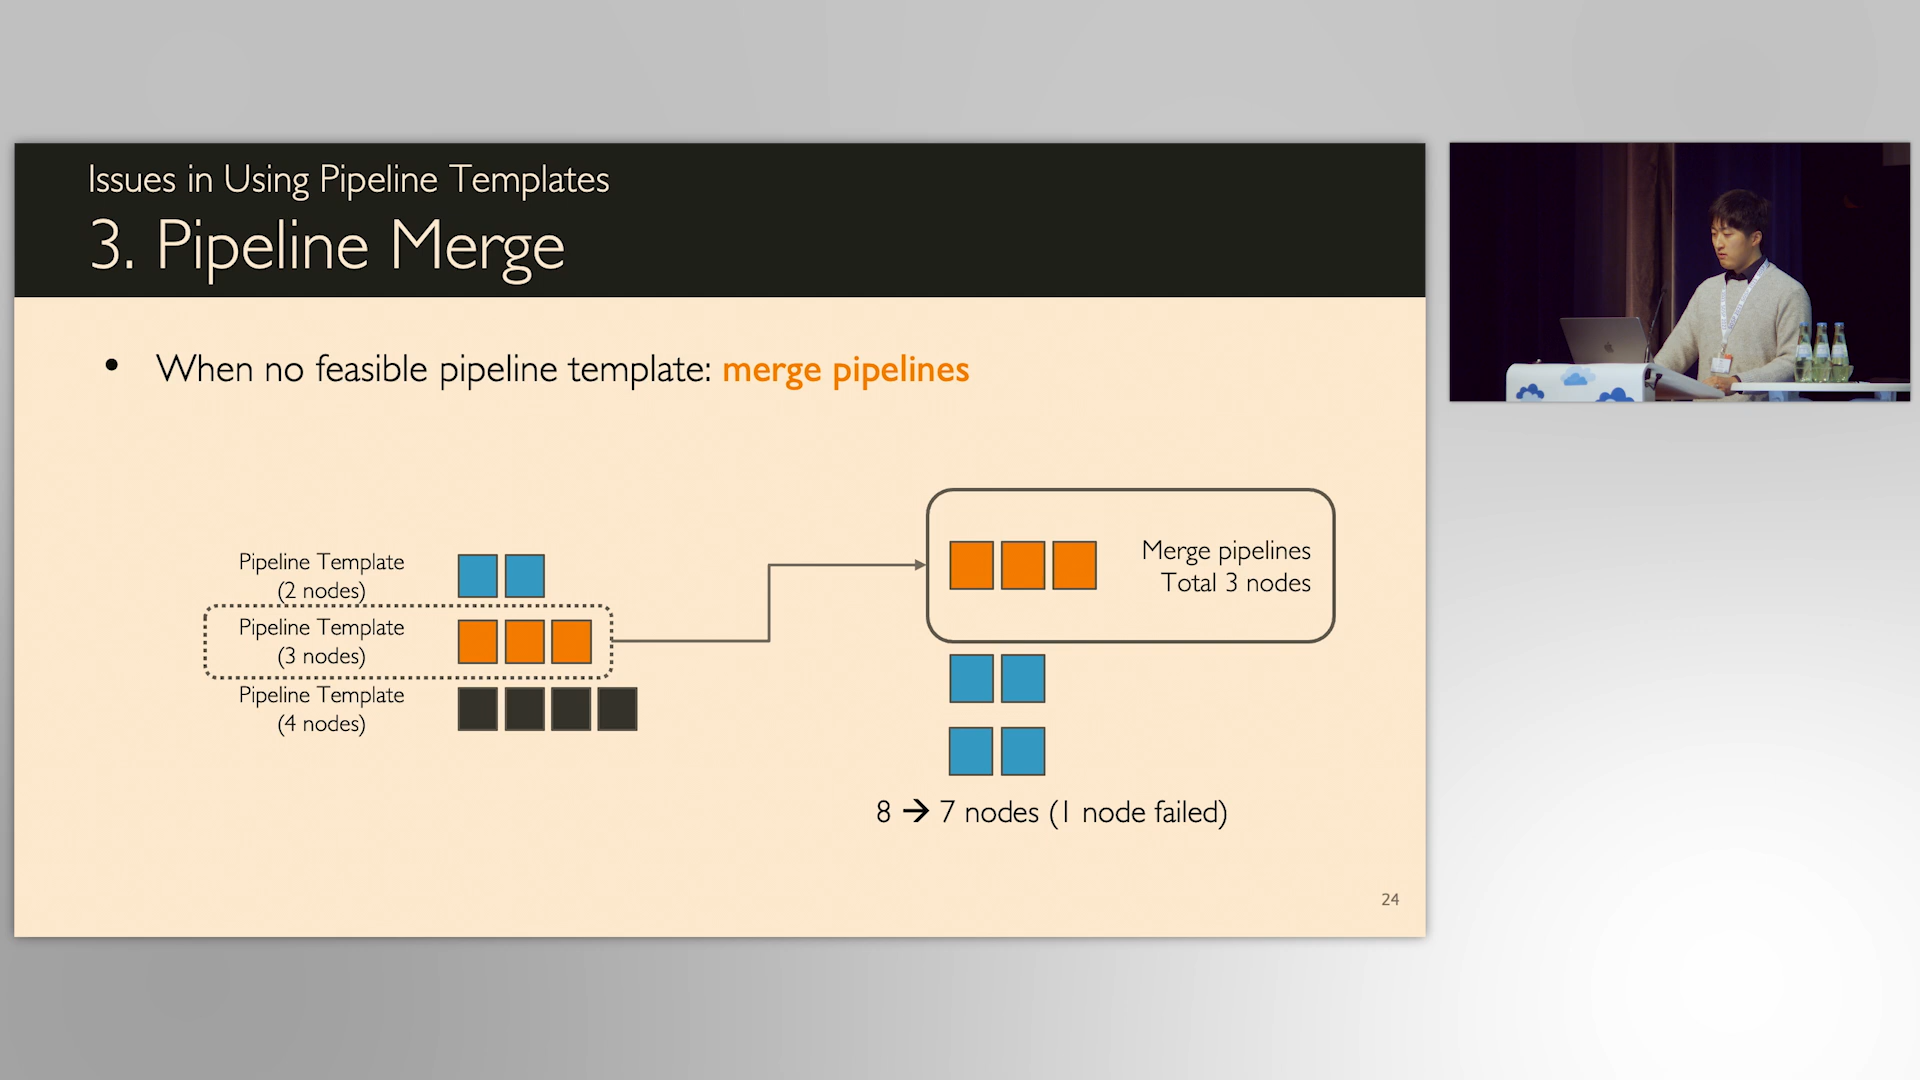 Issues in Using Pipeline Templates
3. Pipeline Merge
• When no feasible pipeline template: merge pipelines
Pipeline Template
(2 nodes)
Pipeline Template
(3 nodes)
Pipeline Template
(4 nodes)
Merge pipelines
Total 3 nodes
8 → 7 nodes (1 node failed)
24